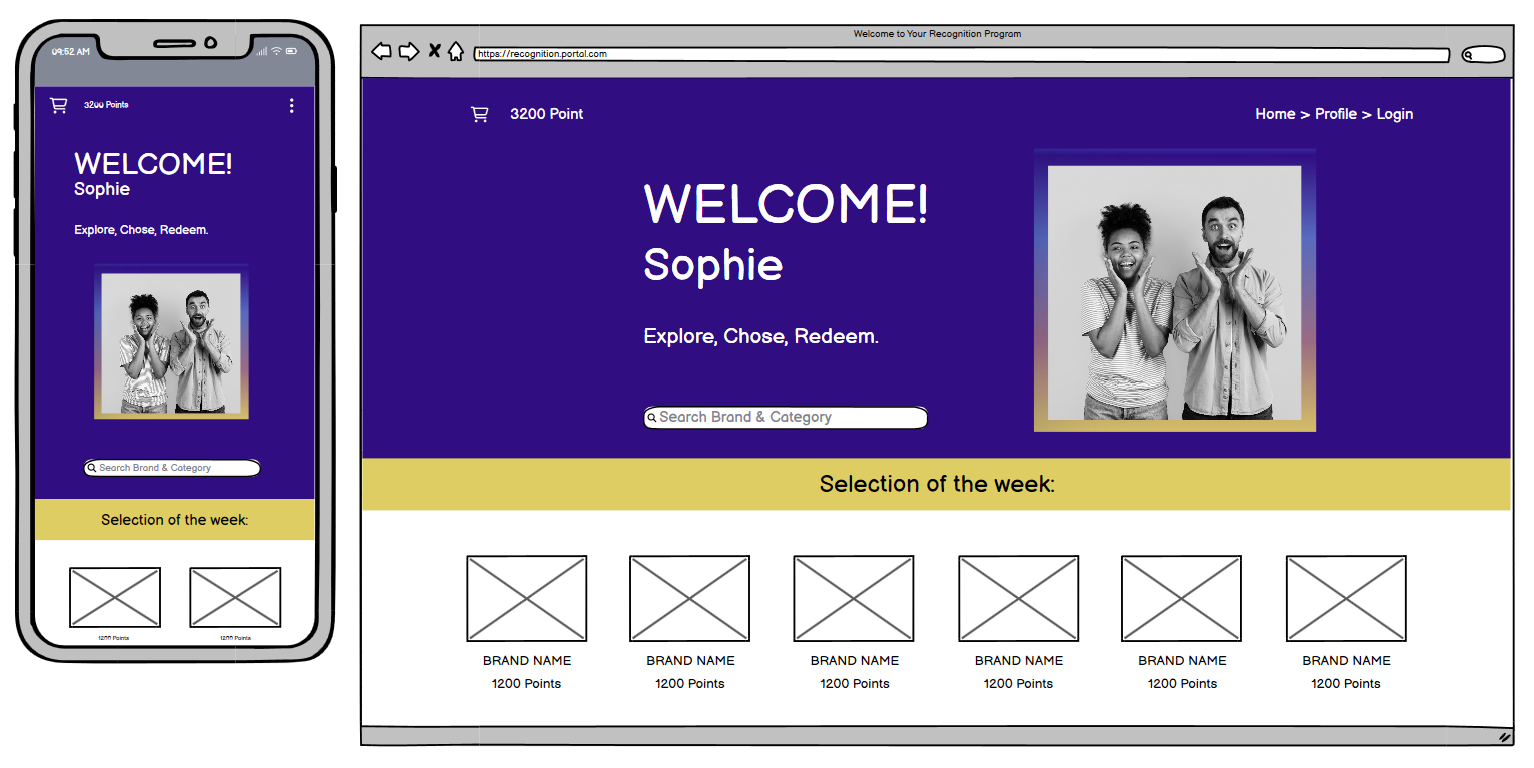 09:52 AM
3200 Points
WELCOME!
Sophie
Explore, Chose, Redeem.
Search Brand & Category
Selection of the week:
1200 Points 1200 Points
Welcome to Your Recognition Program
https://recognition.portal.com
3200 Point Home > Profile > Login
WELCOME!
Sophie
Explore, Chose, Redeem.
Search Brand & Category
Selection of the week:
BRAND NAME BRAND NAME BRAND NAME BRAND NAME BRAND NAME BRAND NAME
1200 Points 1200 Points 1200 Points 1200 Points 1200 Points 1200 Points